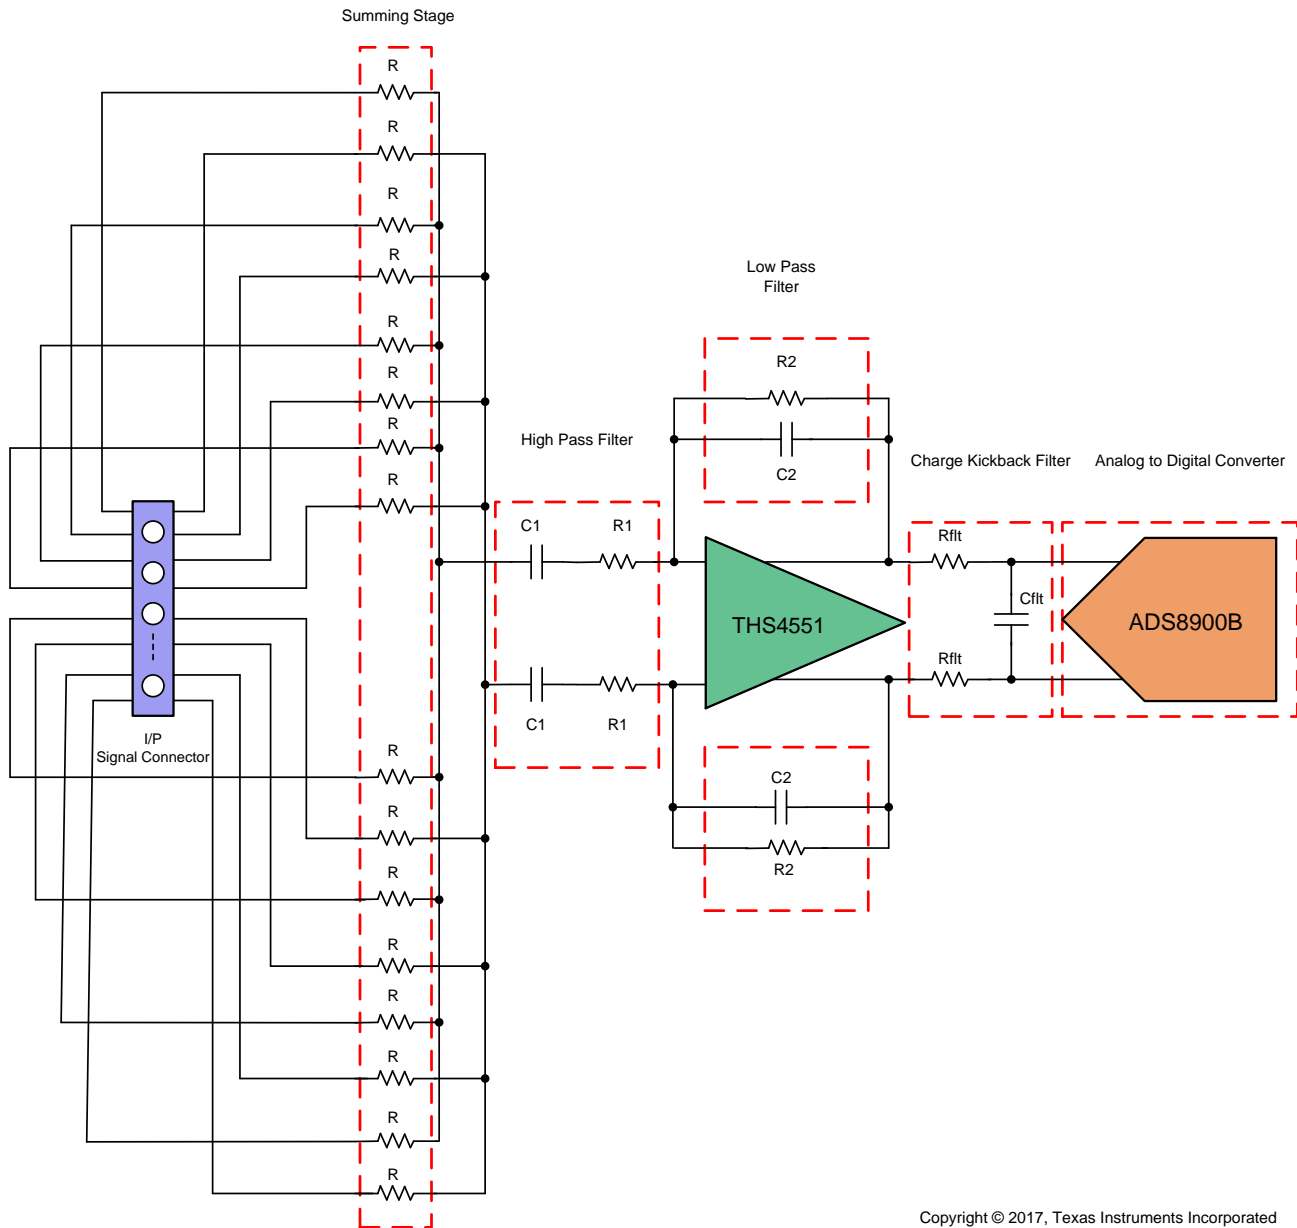 Summing Stage
R
R
R
R
R
R
R
R
Low Pass
Filter
R2
C2
High Pass Filter
Charge Kickback Filter
Analog to Digital Converter
C1
R1
Rflt
THS4551
Cflt
ADS8900B
Rflt
C1
R1
I/P
Signal Connector
C2
R2
R
R
R
R
R
R
R
R
Copyright © 2017, Texas Instruments Incorporated